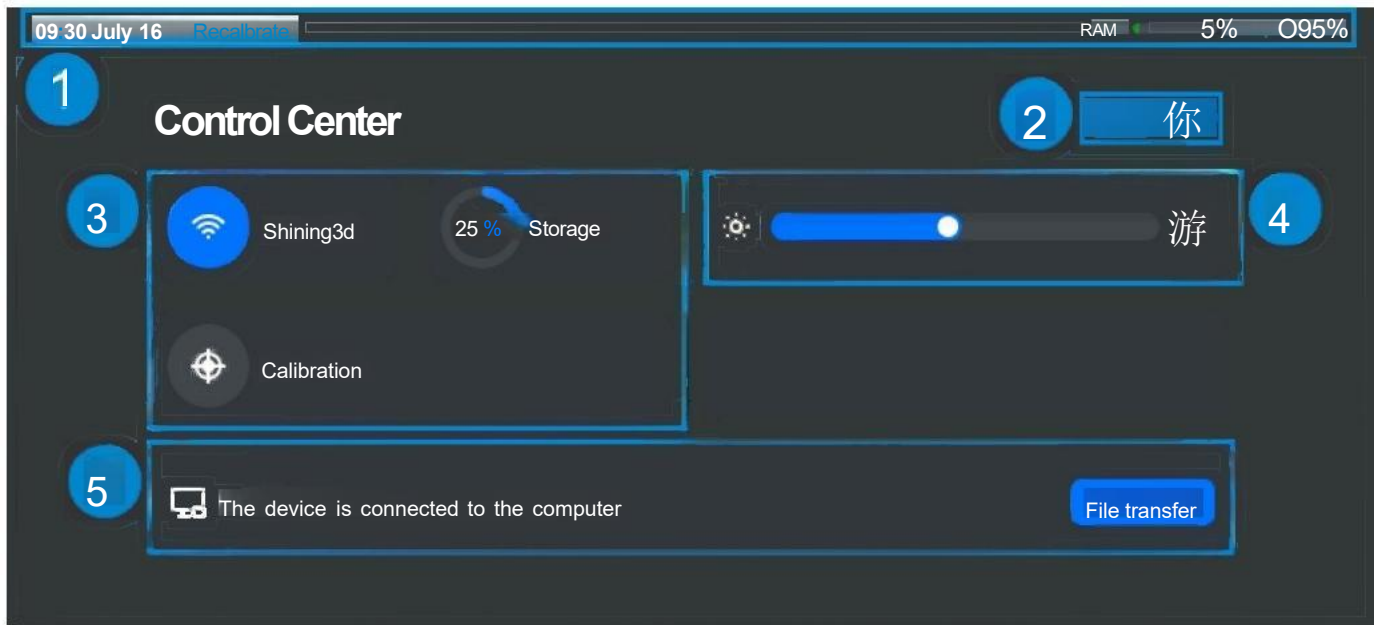 09 30 July 16 Recalbrate RAM 5% O95%
1
Control Center 2 你
3 Shining3d 25 % Storage 游 4
Calibration
5 The device is connected to the computer File transfer